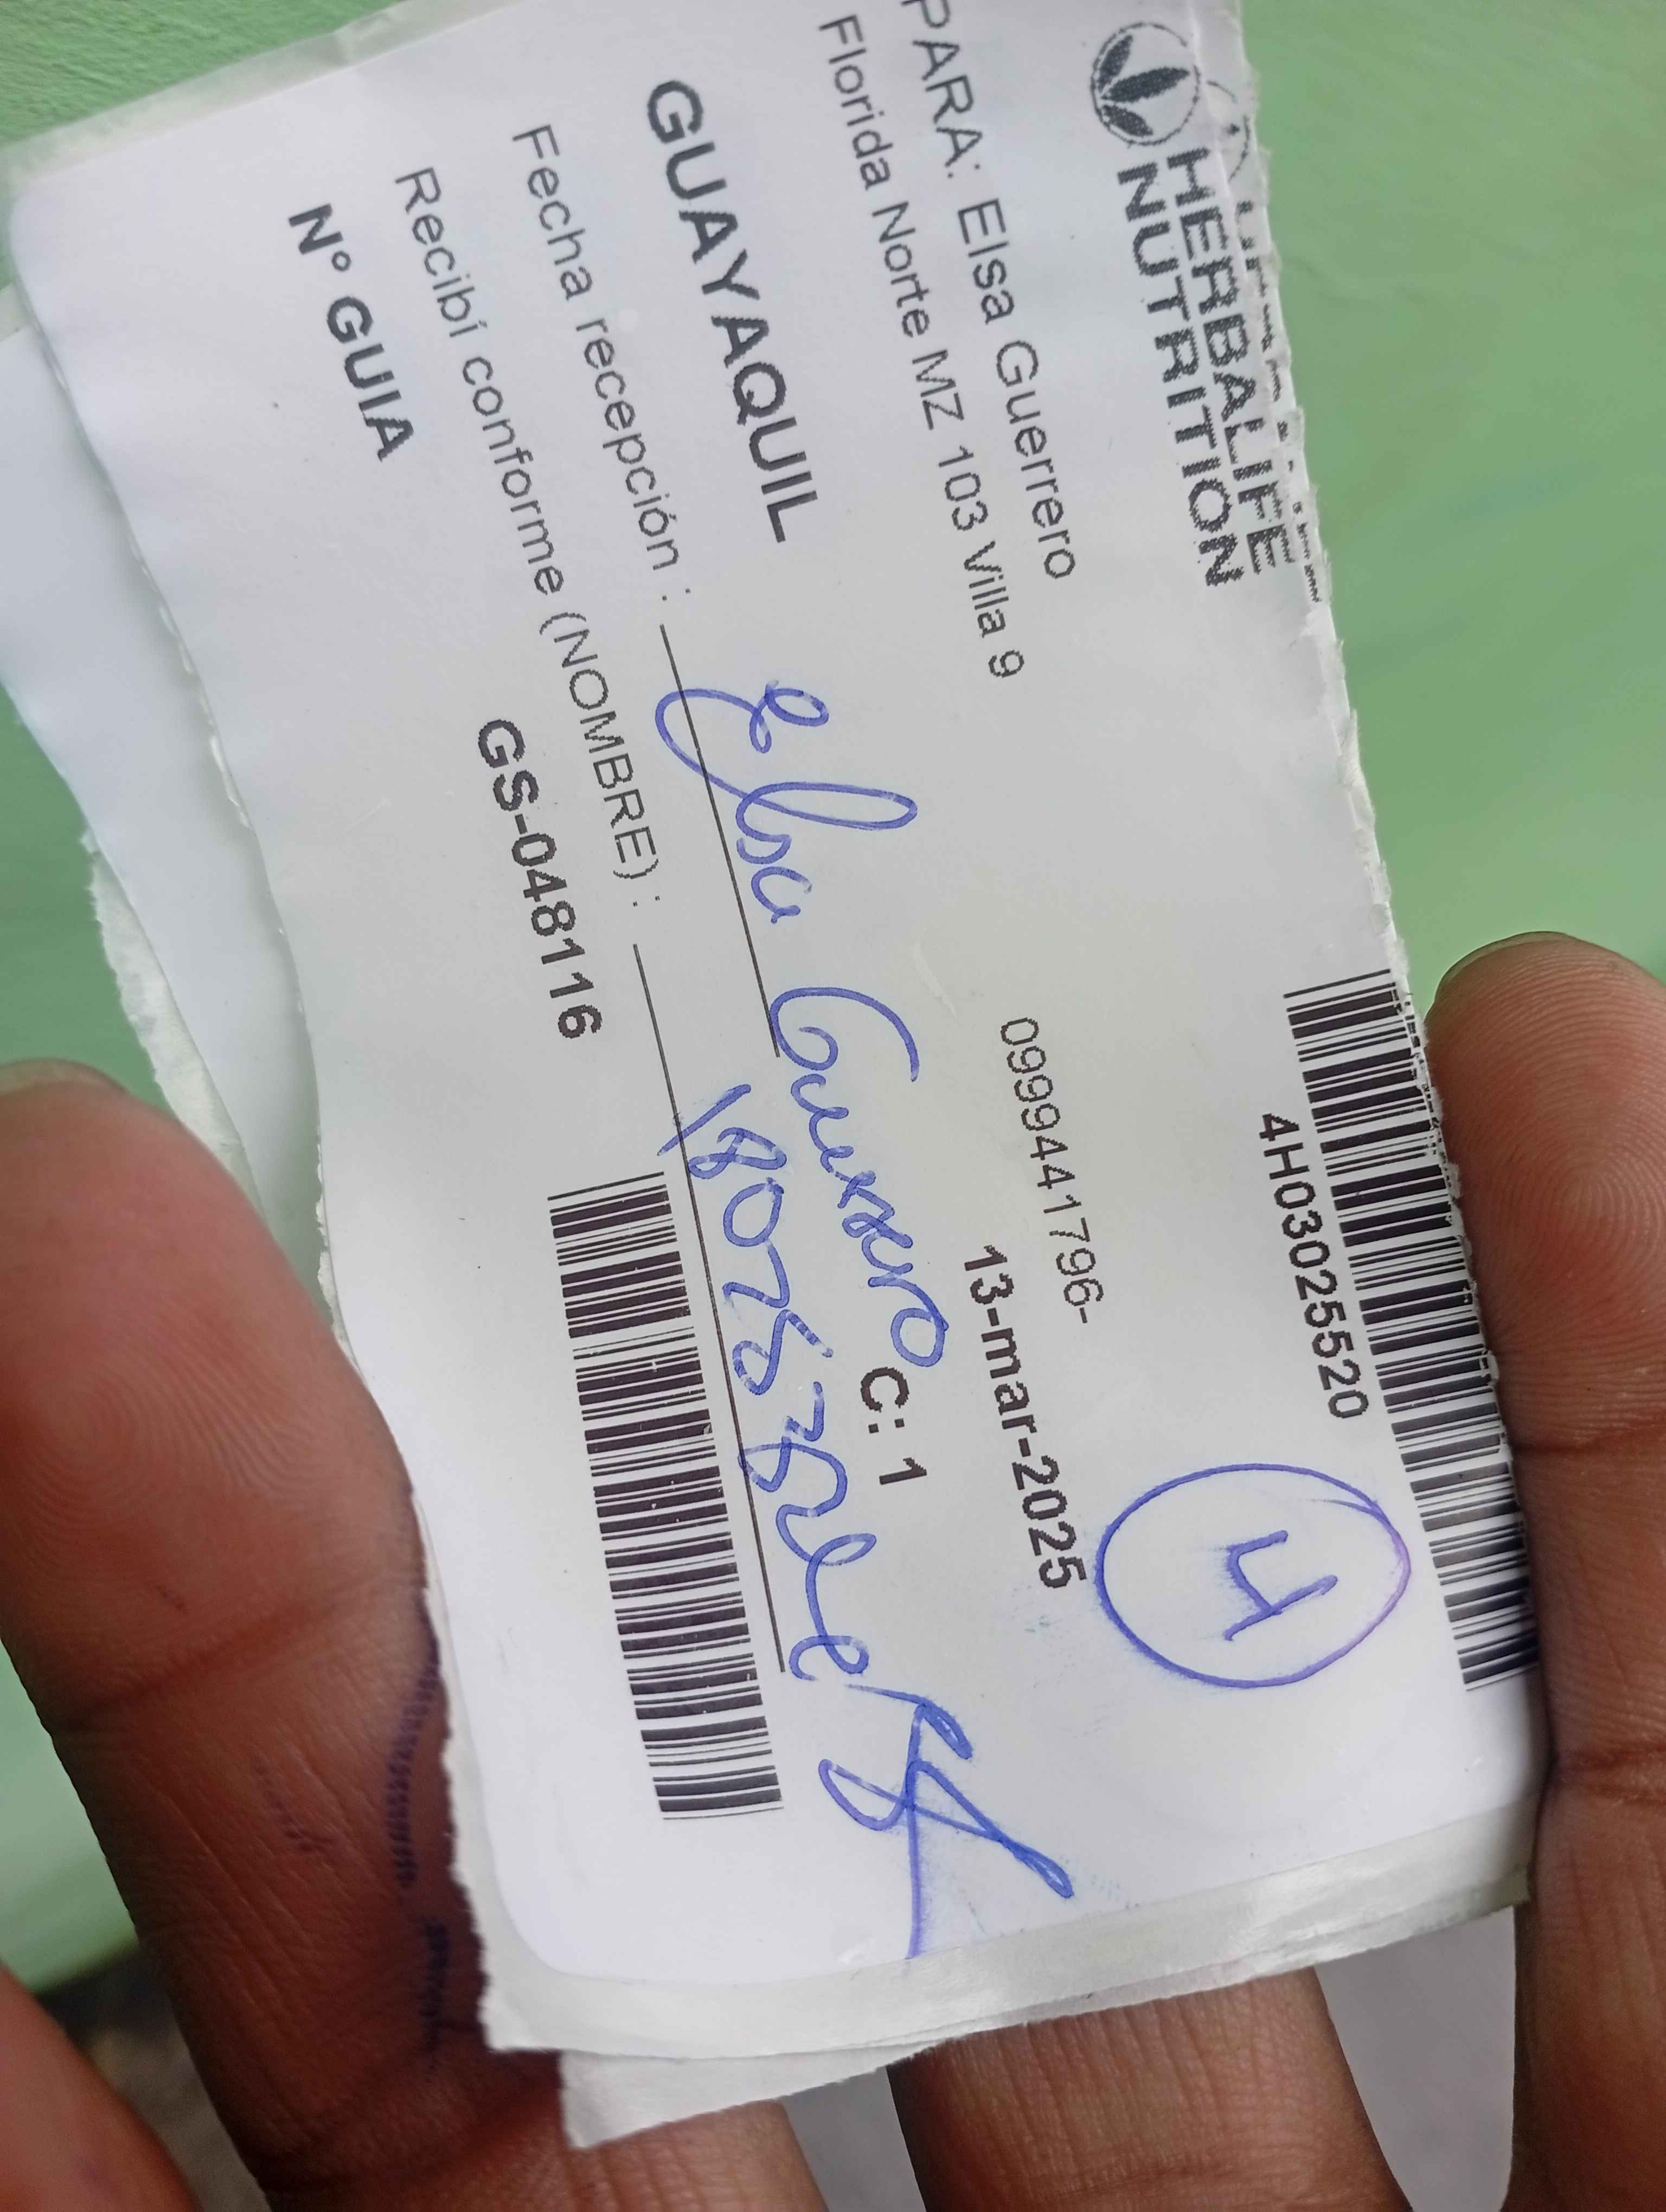 HERBALIFE
NUTRITION
4H03025520
H
PARA: Elsa Guerrero
Florida Norte MZ 103 Villa 9
0999441796-
GUAYAQUIL
13-mar-2025
C: 1
Fecha recepción :
Elsa Guerrero
Recibí conforme (NOMBRE) :
N° GUIA
GS-048116